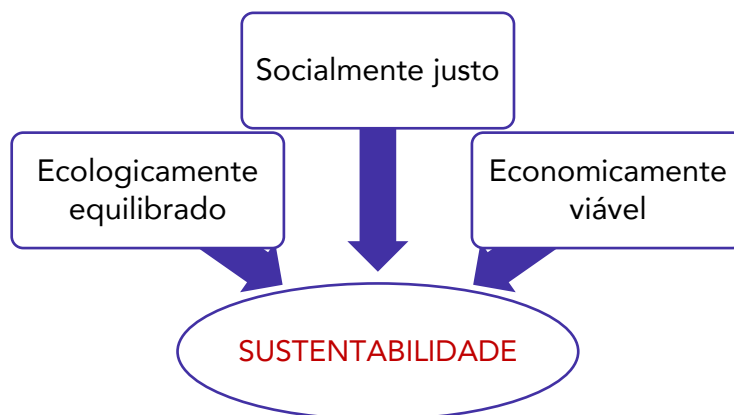 Socialmente justo
Ecologicamente
equilibrado
Economicamente
viável
SUSTENTABILIDADE